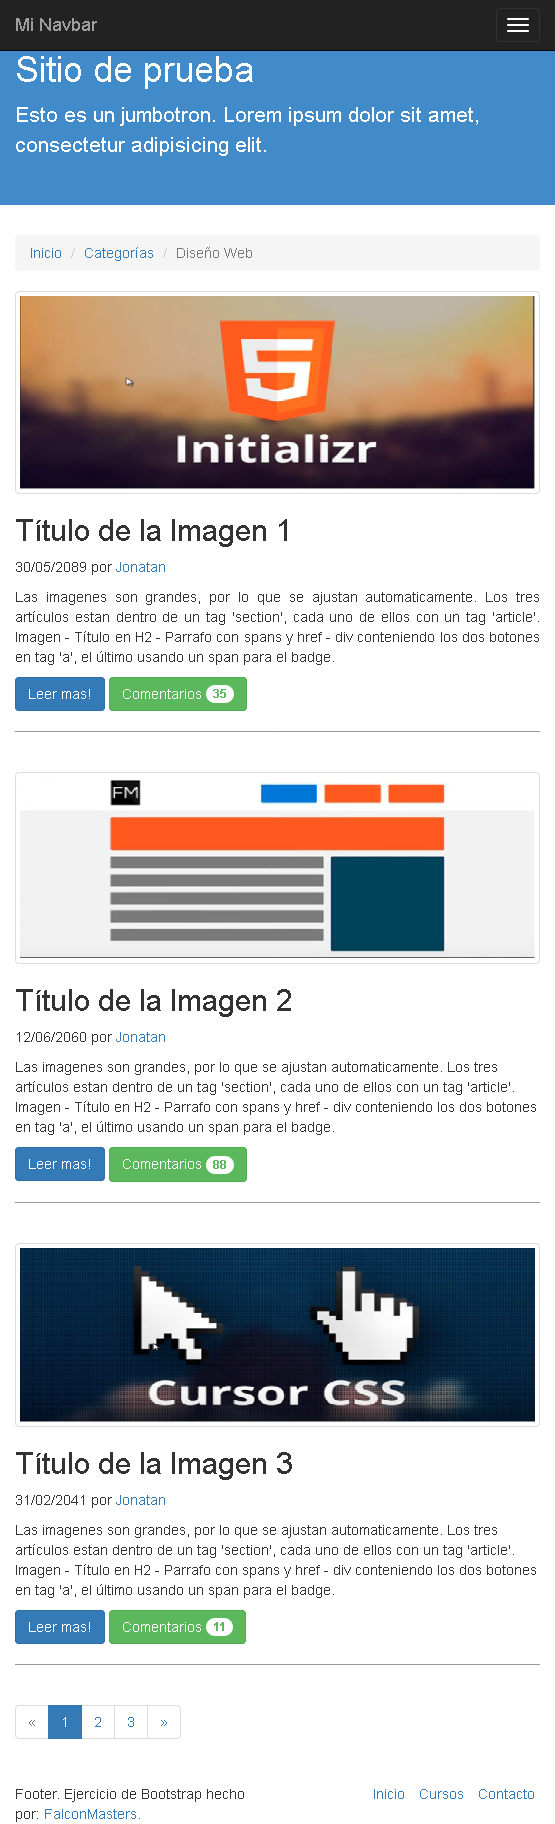 Mi Navbar
Sitio de prueba
Esto es un jumbotron. Lorem ipsum dolor sit amet,
consectetur adipisicing elit.
Inicio / Categorías / Diseño Web
5
Initializr
Título de la Imagen 1
30/05/2089 por Jonatan
Las imagenes son grandes, por lo que se ajustan automaticamente. Los tres
artículos estan dentro de un tag 'section', cada uno de ellos con un tag 'article'.
Imagen - Título en H2 - Parrafo con spans y href - div conteniendo los dos botones
en tag 'a', el último usando un span para el badge.
Leer mas! Comentarios 35
FM
Título de la Imagen 2
12/06/2060 por Jonatan
Las imagenes son grandes, por lo que se ajustan automaticamente. Los tres
artículos estan dentro de un tag 'section', cada uno de ellos con un tag 'article'.
Imagen - Título en H2 - Parrafo con spans y href - div conteniendo los dos botones
en tag 'a', el último usando un span para el badge.
Leer mas! Comentarios 88
Cursor CSS
Título de la Imagen 3
31/02/2041 por Jonatan
Las imagenes son grandes, por lo que se ajustan automaticamente. Los tres
artículos estan dentro de un tag 'section', cada uno de ellos con un tag 'article'.
Imagen - Título en H2 - Parrafo con spans y href - div conteniendo los dos botones
en tag 'a', el último usando un span para el badge.
Leer mas! Comentarios 11
« 1 2 3 »
Footer. Ejercicio de Bootstrap hecho
por: FalconMasters.
Inicio Cursos Contacto